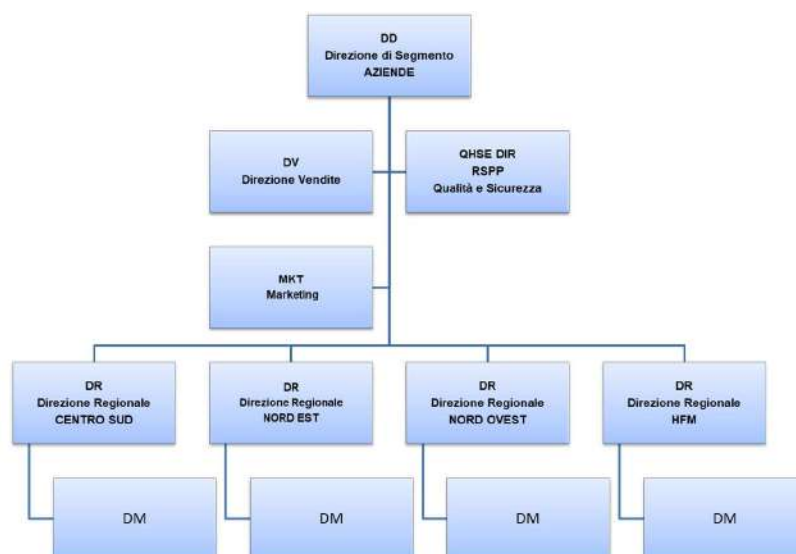 DD
Direzione di Segmento
AZIENDE
DV
Direzione Vendite
QHSE DIR
RSPP
Qualità e Sicurezza
MKT
Marketing
DR
Direzione Regionale
CENTRO SUD
DR
Direzione Regionale
NORD EST
DR
Direzione Regionale
NORD OVEST
DR
Direzione Regionale
HFM
DM
DM
DM
DM